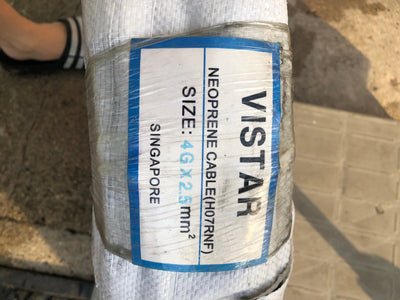 VISTAR
NEOPRENE CABLE(H07RNF)
SIZE: 4G X 2.5 mm²
SINGAPORE